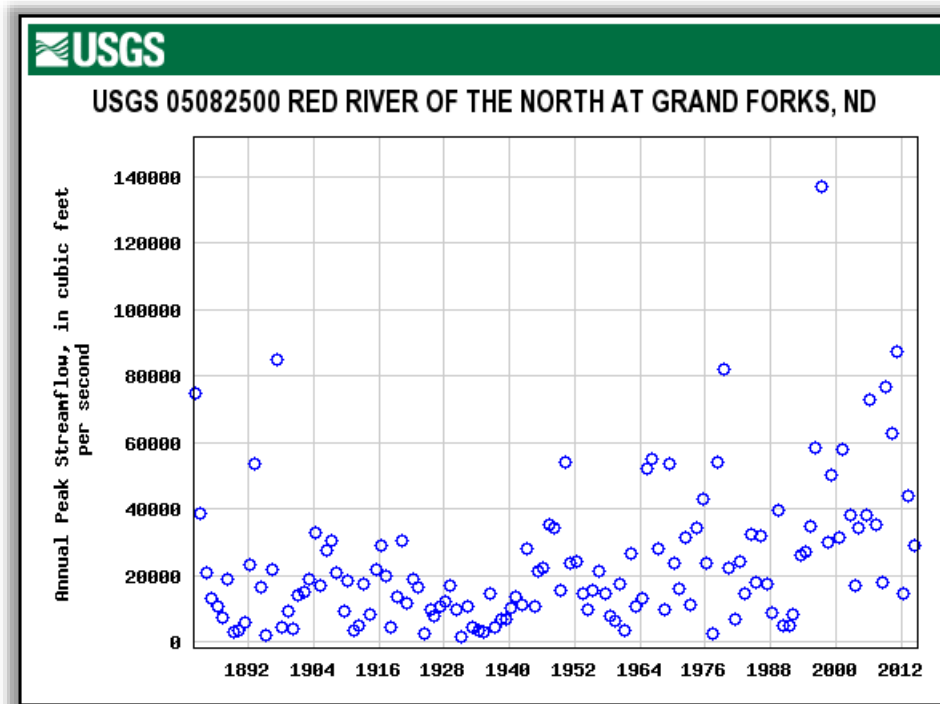 USGS
USGS 05082500 RED RIVER OF THE NORTH AT GRAND FORKS, ND
Annual Peak Streamflow, in cubic feet
per second
140000
120000
100000
80000
60000
40000
20000
0
1892 1904 1916 1928 1940 1952 1964 1976 1988 2000 2012